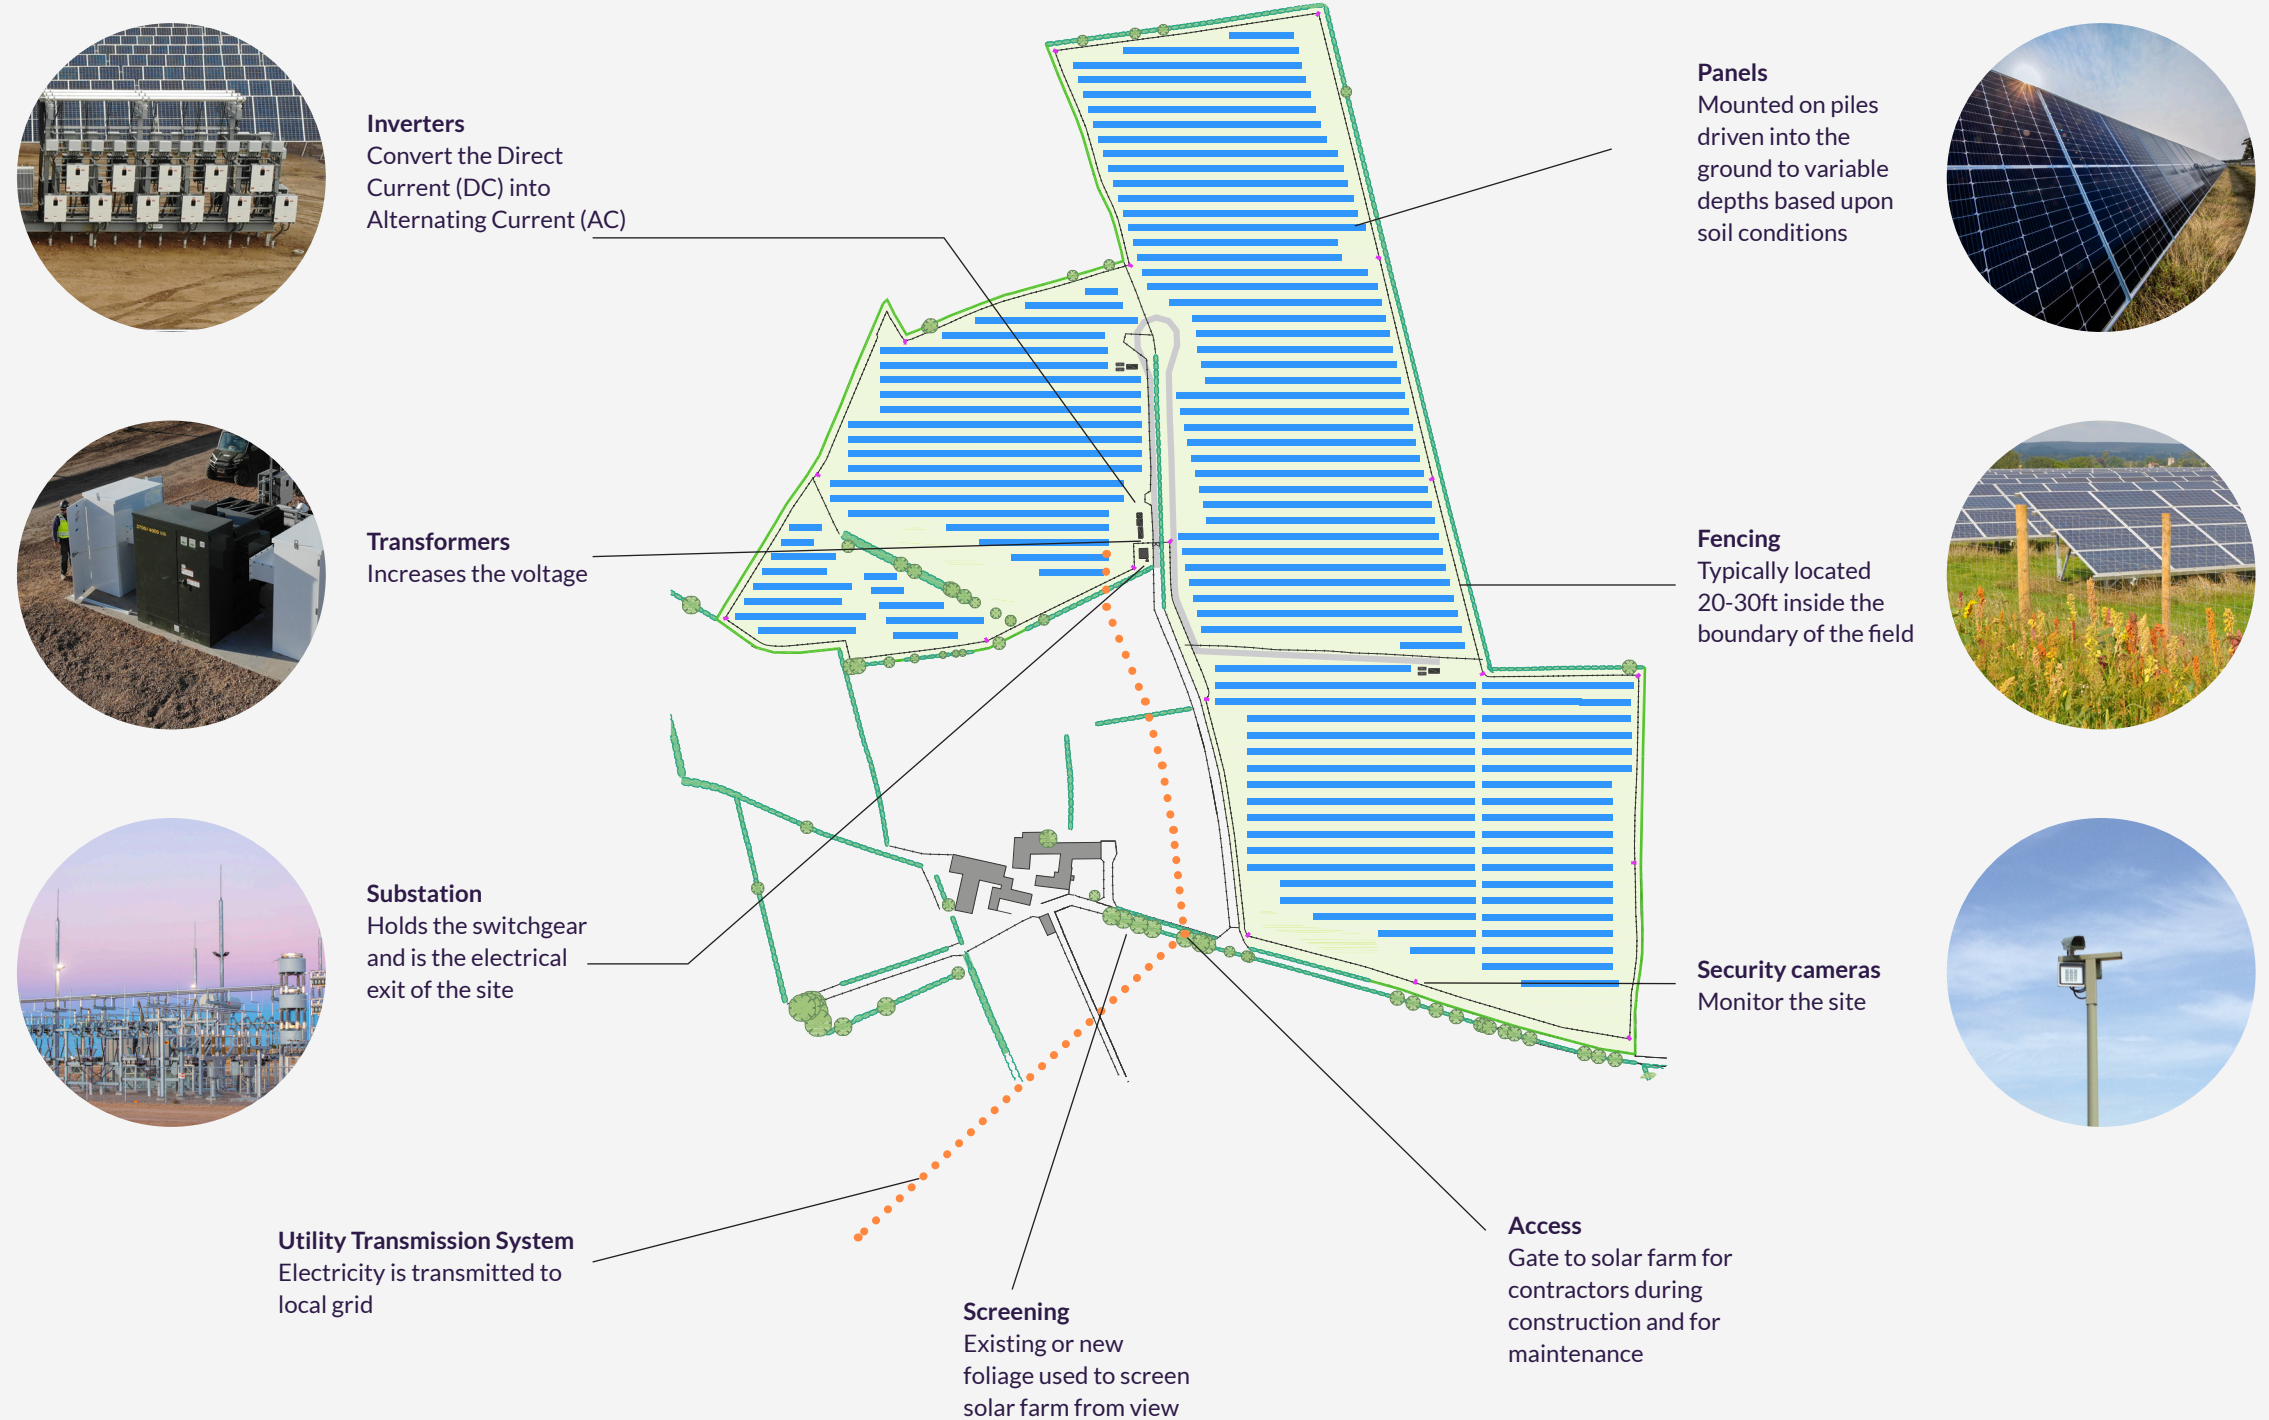 Inverters
Convert the Direct
Current (DC) into
Alternating Current (AC)
Transformers
Increases the voltage
Substation
Holds the switchgear
and is the electrical
exit of the site
Utility Transmission System
Electricity is transmitted to
local grid
Screening
Existing or new
foliage used to screen
solar farm from view
Access
Gate to solar farm for
contractors during
construction and for
maintenance
Panels
Mounted on piles
driven into the
ground to variable
depths based upon
soil conditions
Fencing
Typically located
20-30ft inside the
boundary of the field
Security cameras
Monitor the site